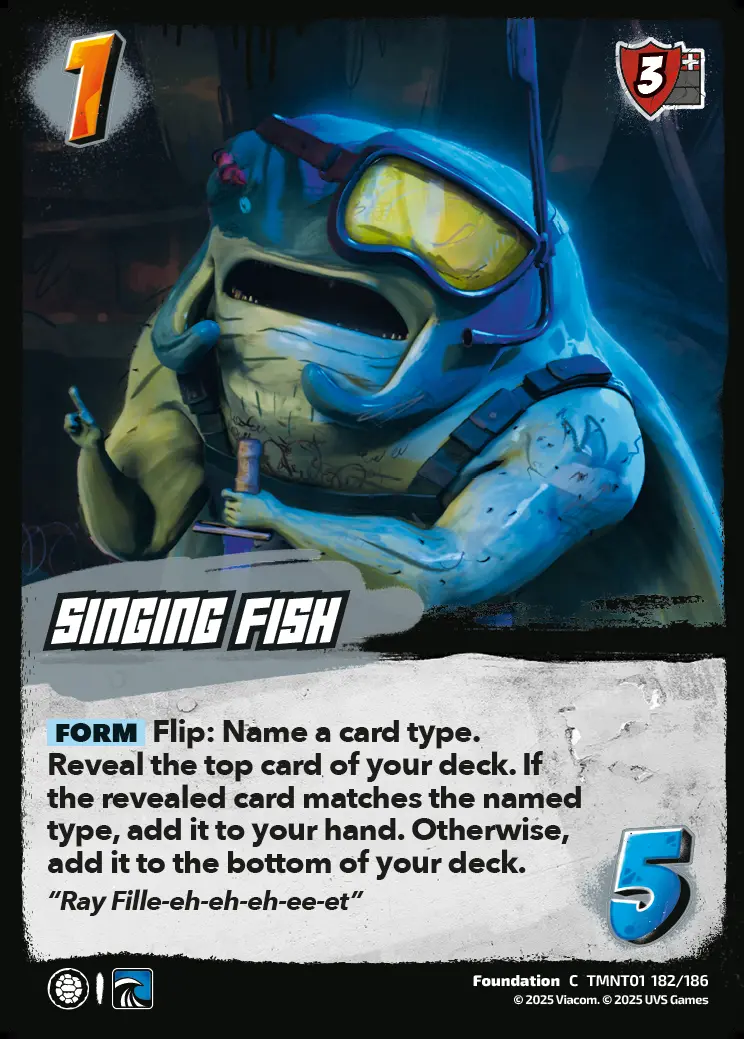 1
3
SINGING FISH
FORM Flip: Name a card type.
Reveal the top card of your deck. If
the revealed card matches the named
type, add it to your hand. Otherwise,
add it to the bottom of your deck.
“Ray Fille-eh-eh-eh-ee-et”
5
Foundation C TMNT01 182/186
© 2025 Viacom. © 2025 UVS Games